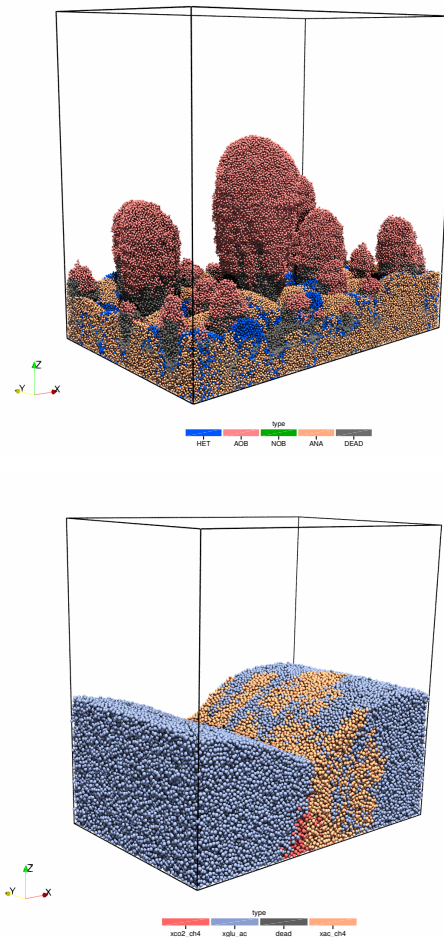 Z
Y X
type
HET AOB NOB ANA DEAD
Z
Y X
type
xco2_ch4 xglu_ac dead xac_ch4